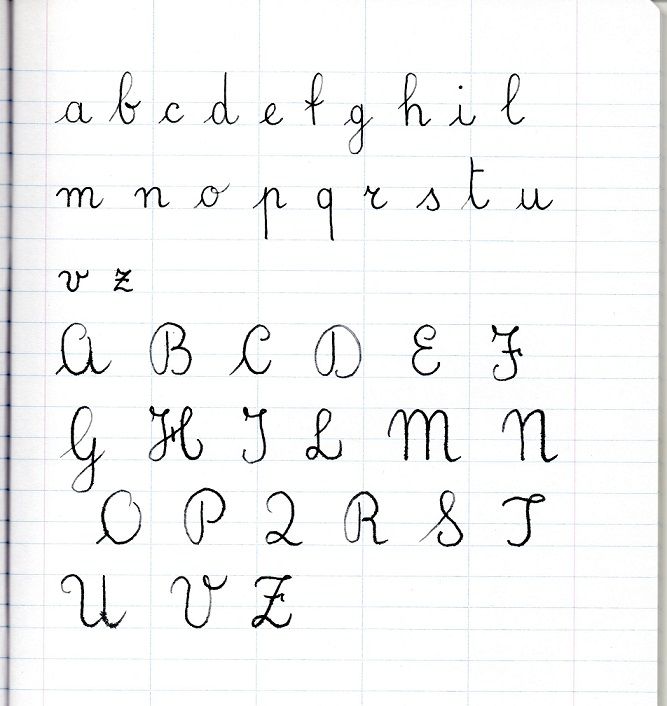 a b c d e f g h i l
m n o p q r s t u
v z
A B C D E F
G H I L M N
O P Q R S T
U V Z